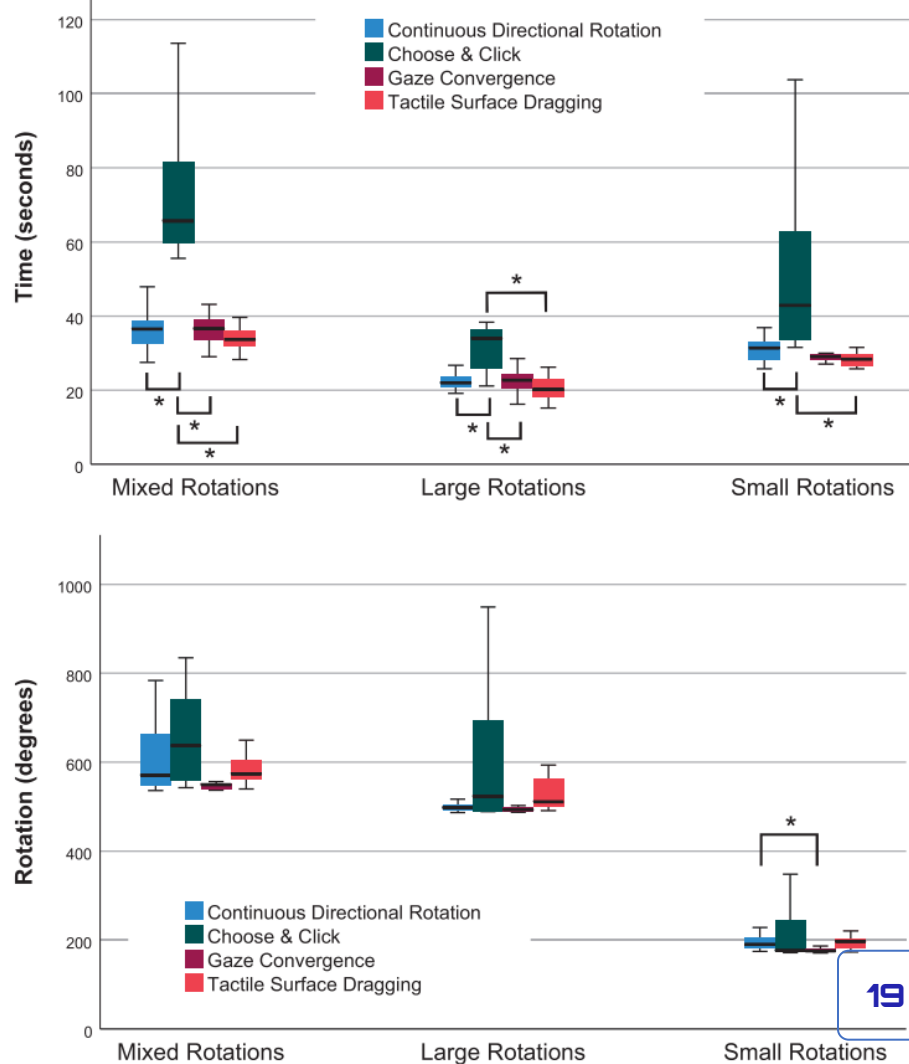 120
Continuous Directional Rotation
Choose & Click
Gaze Convergence
Tactile Surface Dragging
100
80
60
40
20
0
Time (seconds)
*
*
*
*
*
*
*
*
Mixed Rotations
Large Rotations
Small Rotations
1000
800
600
400
200
0
Rotation (degrees)
*
Continuous Directional Rotation
Choose & Click
Gaze Convergence
Tactile Surface Dragging
19
Mixed Rotations
Large Rotations
Small Rotations